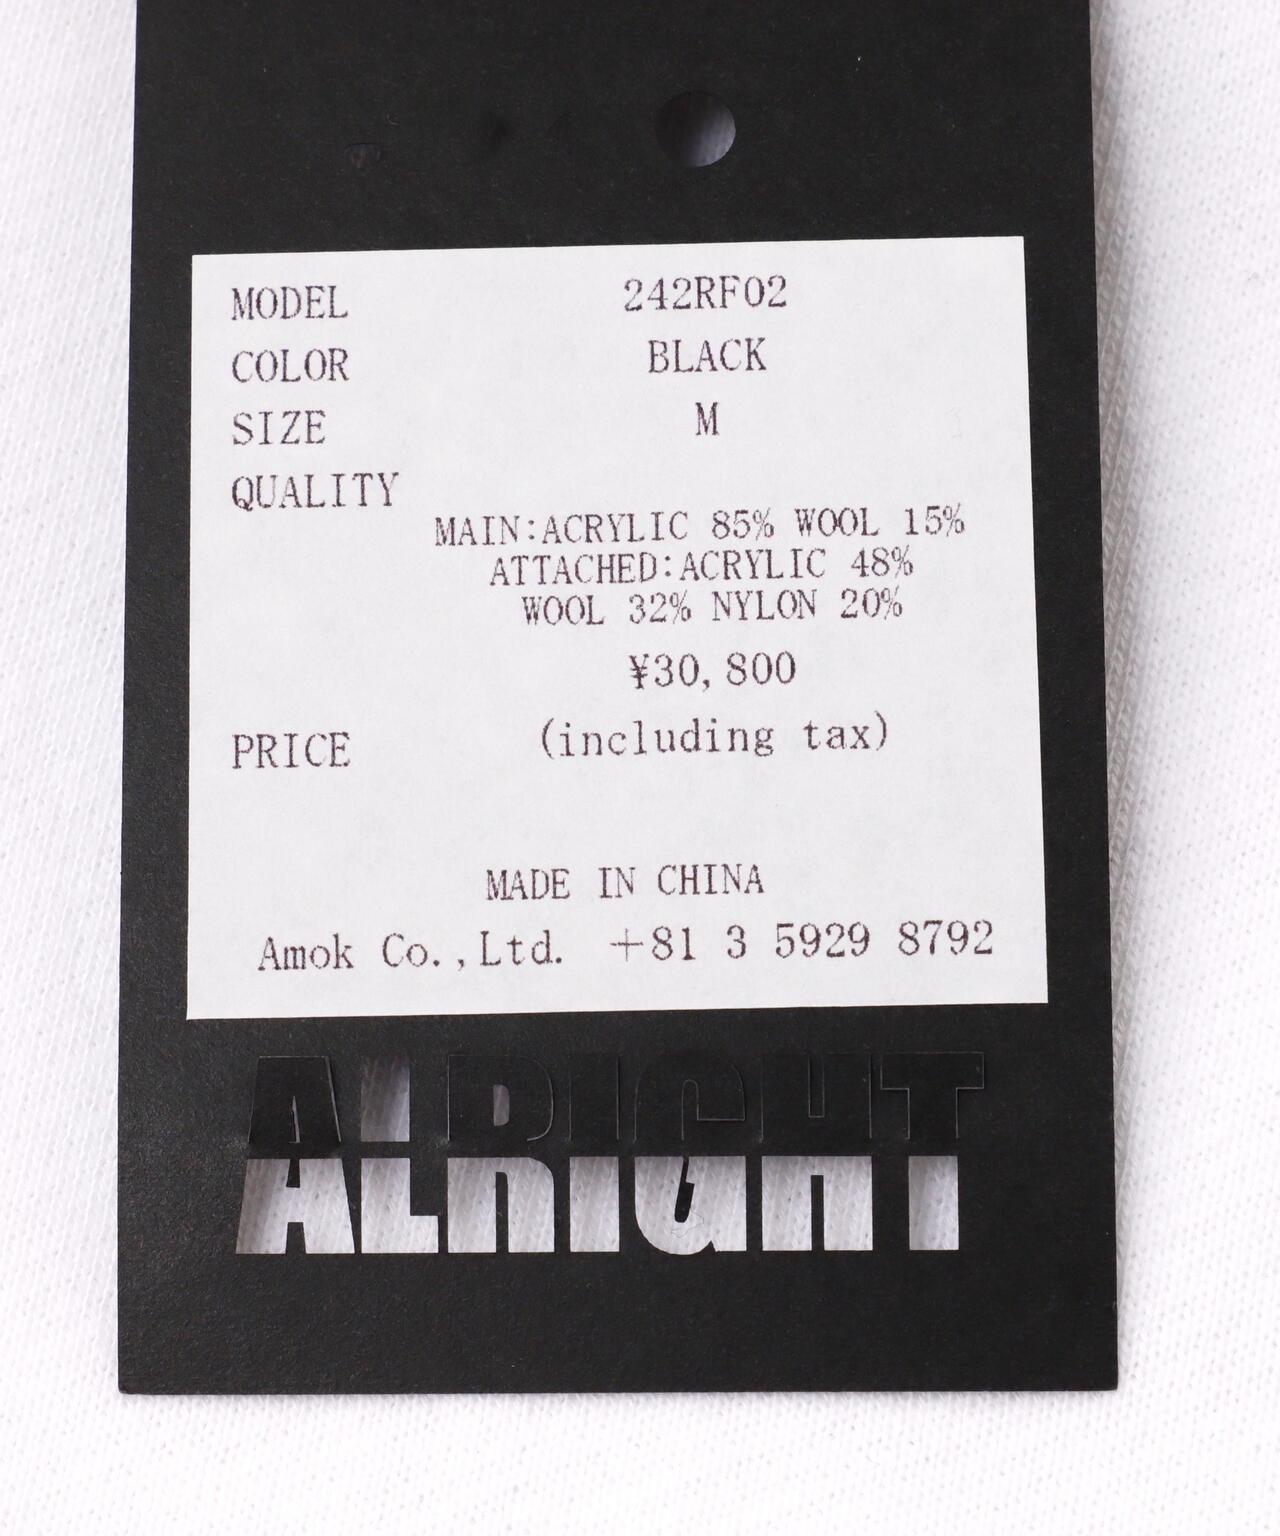 MODEL 242RF02
COLOR BLACK
SIZE M
QUALITY
MAIN:ACRYLIC 85% WOOL 15%
ATTACHED:ACRYLIC 48%
WOOL 32% NYLON 20%
¥30,800
PRICE (including tax)
MADE IN CHINA
Amok Co.,Ltd. +81 3 5929 8792
ALRIGHT